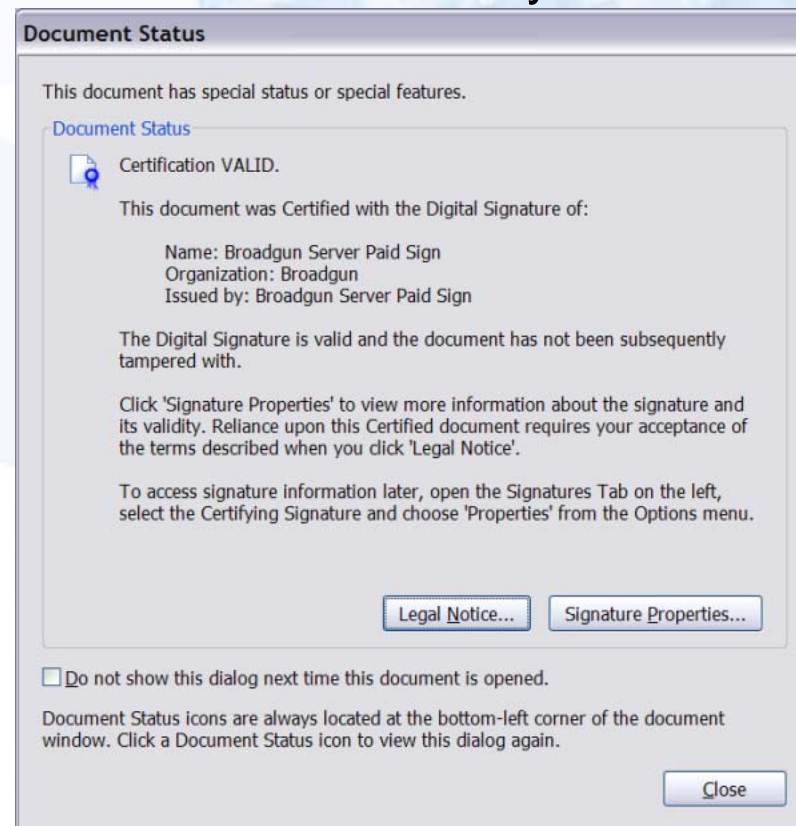 Document Status
This document has special status or special features.
Document Status
Certification VALID.
This document was Certified with the Digital Signature of:
Name: Broadgun Server Paid Sign
Organization: Broadgun
Issued by: Broadgun Server Paid Sign
The Digital Signature is valid and the document has not been subsequently
tampered with.
Click 'Signature Properties' to view more information about the signature and
its validity. Reliance upon this Certified document requires your acceptance of
the terms described when you click 'Legal Notice'.
To access signature information later, open the Signatures Tab on the left,
select the Certifying Signature and choose 'Properties' from the Options menu.
Legal Notice... Signature Properties...
Do not show this dialog next time this document is opened.
Document Status icons are always located at the bottom-left corner of the document
window. Click a Document Status icon to view this dialog again.
Close